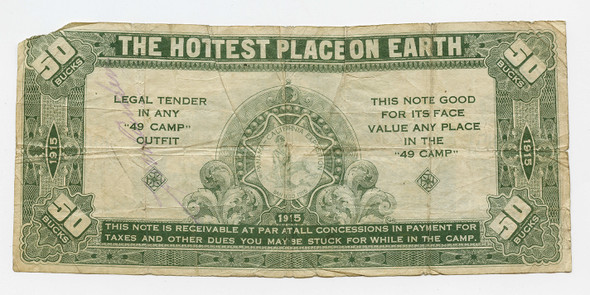 50 BUCKS
THE HOTTEST PLACE ON EARTH
50 BUCKS
LEGAL TENDER
IN ANY
"49 CAMP"
OUTFIT
THIS NOTE GOOD
FOR ITS FACE
VALUE ANY PLACE
IN THE
"49 CAMP"
1915
1915
1915
50 BUCKS
THIS NOTE IS RECEIVABLE AT PAR AT ALL CONCESSIONS IN PAYMENT FOR
TAXES AND OTHER DUES YOU MAY BE STUCK FOR WHILE IN THE CAMP.
50 BUCKS